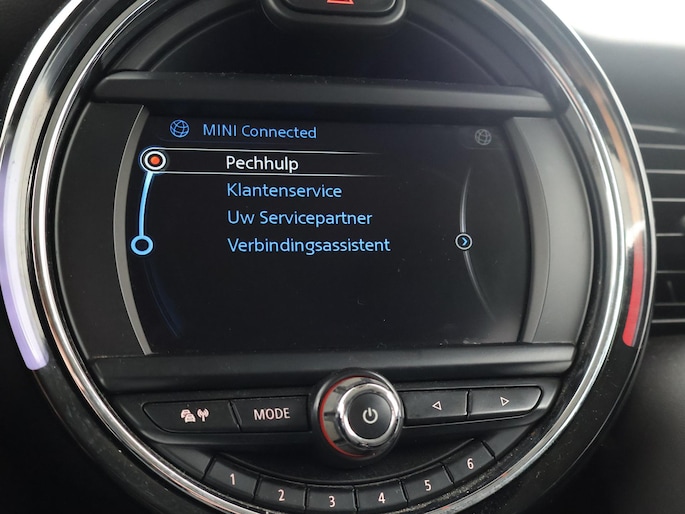 MINI Connected
Pechhulp
Klantenservice
Uw Servicepartner
Verbindingsassistent
MODE
1 2 3 4 5 6